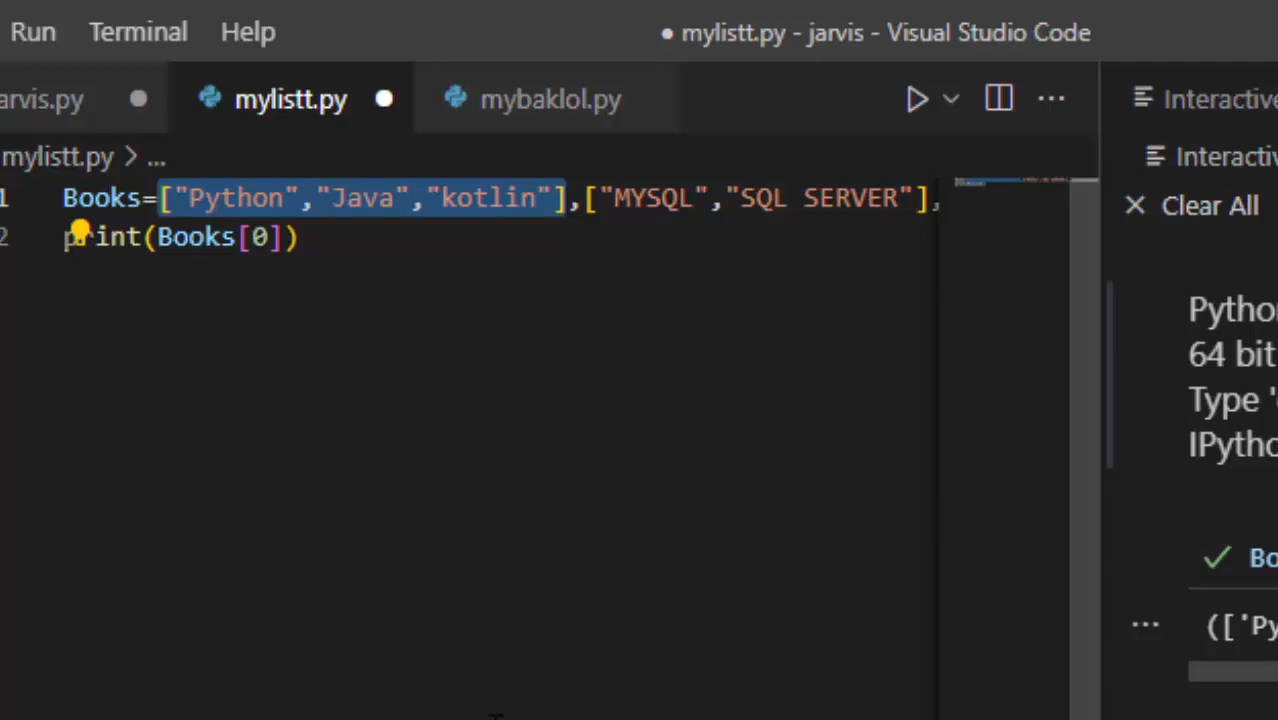 Run Terminal Help ● mylistt.py - jarvis - Visual Studio Code
arvis.py mylistt.py mybaklol.py ... Interactive
mylistt.py > ... Interactiv
1 Books=["Python","Java","kotlin"],["MYSQL","SQL SERVER"],
Clear All
2 print(Books[0])
Pytho
64 bit
Type '
IPytho
Bo
... (['Py